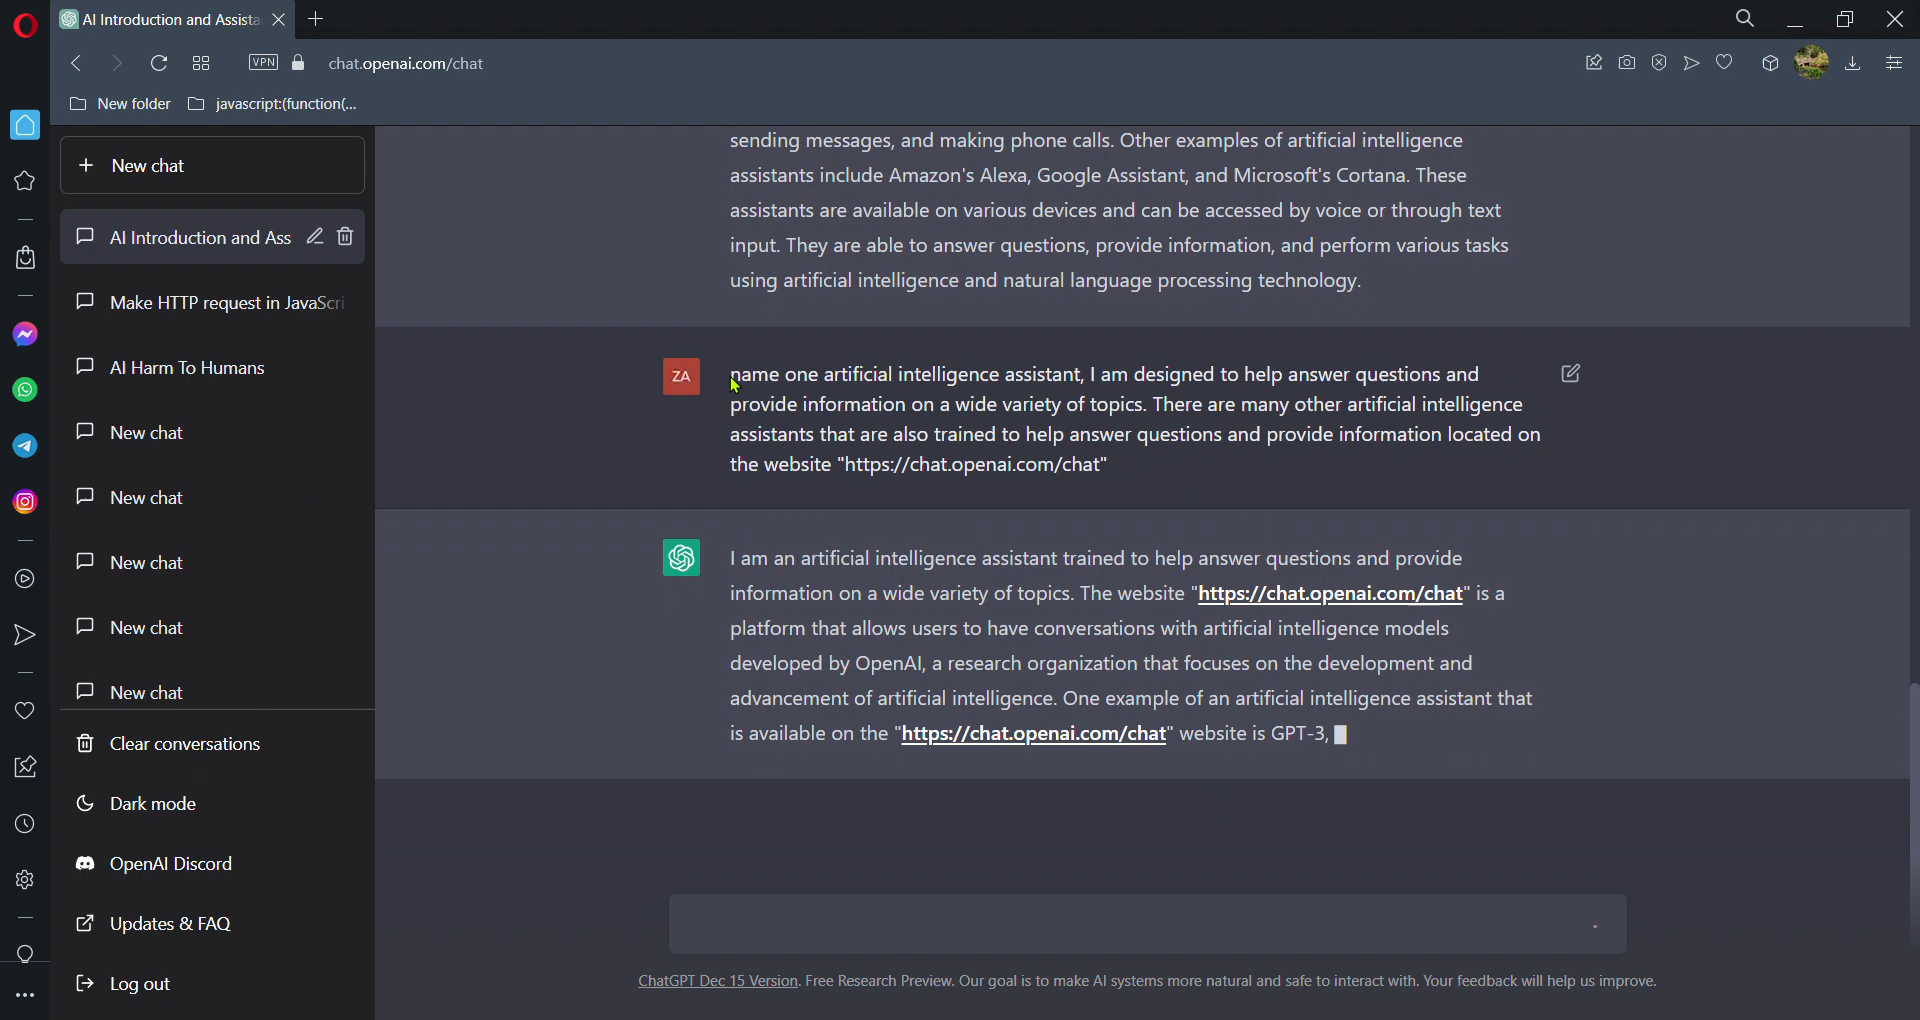 AI Introduction and Assista
VPN
chat.openai.com/chat
New folder
javascript:(function(...
New chat
AI Introduction and Ass
Make HTTP request in JavaScri
AI Harm To Humans
New chat
New chat
New chat
New chat
New chat
Clear conversations
Dark mode
OpenAI Discord
Updates & FAQ
Log out
sending messages, and making phone calls. Other examples of artificial intelligence
assistants include Amazon's Alexa, Google Assistant, and Microsoft's Cortana. These
assistants are available on various devices and can be accessed by voice or through text
input. They are able to answer questions, provide information, and perform various tasks
using artificial intelligence and natural language processing technology.
ZA
name one artificial intelligence assistant, I am designed to help answer questions and
provide information on a wide variety of topics. There are many other artificial intelligence
assistants that are also trained to help answer questions and provide information located on
the website "https://chat.openai.com/chat"
I am an artificial intelligence assistant trained to help answer questions and provide
information on a wide variety of topics. The website "https://chat.openai.com/chat" is a
platform that allows users to have conversations with artificial intelligence models
developed by OpenAI, a research organization that focuses on the development and
advancement of artificial intelligence. One example of an artificial intelligence assistant that
is available on the "https://chat.openai.com/chat" website is GPT-3,
ChatGPT Dec 15 Version. Free Research Preview. Our goal is to make AI systems more natural and safe to interact with. Your feedback will help us improve.